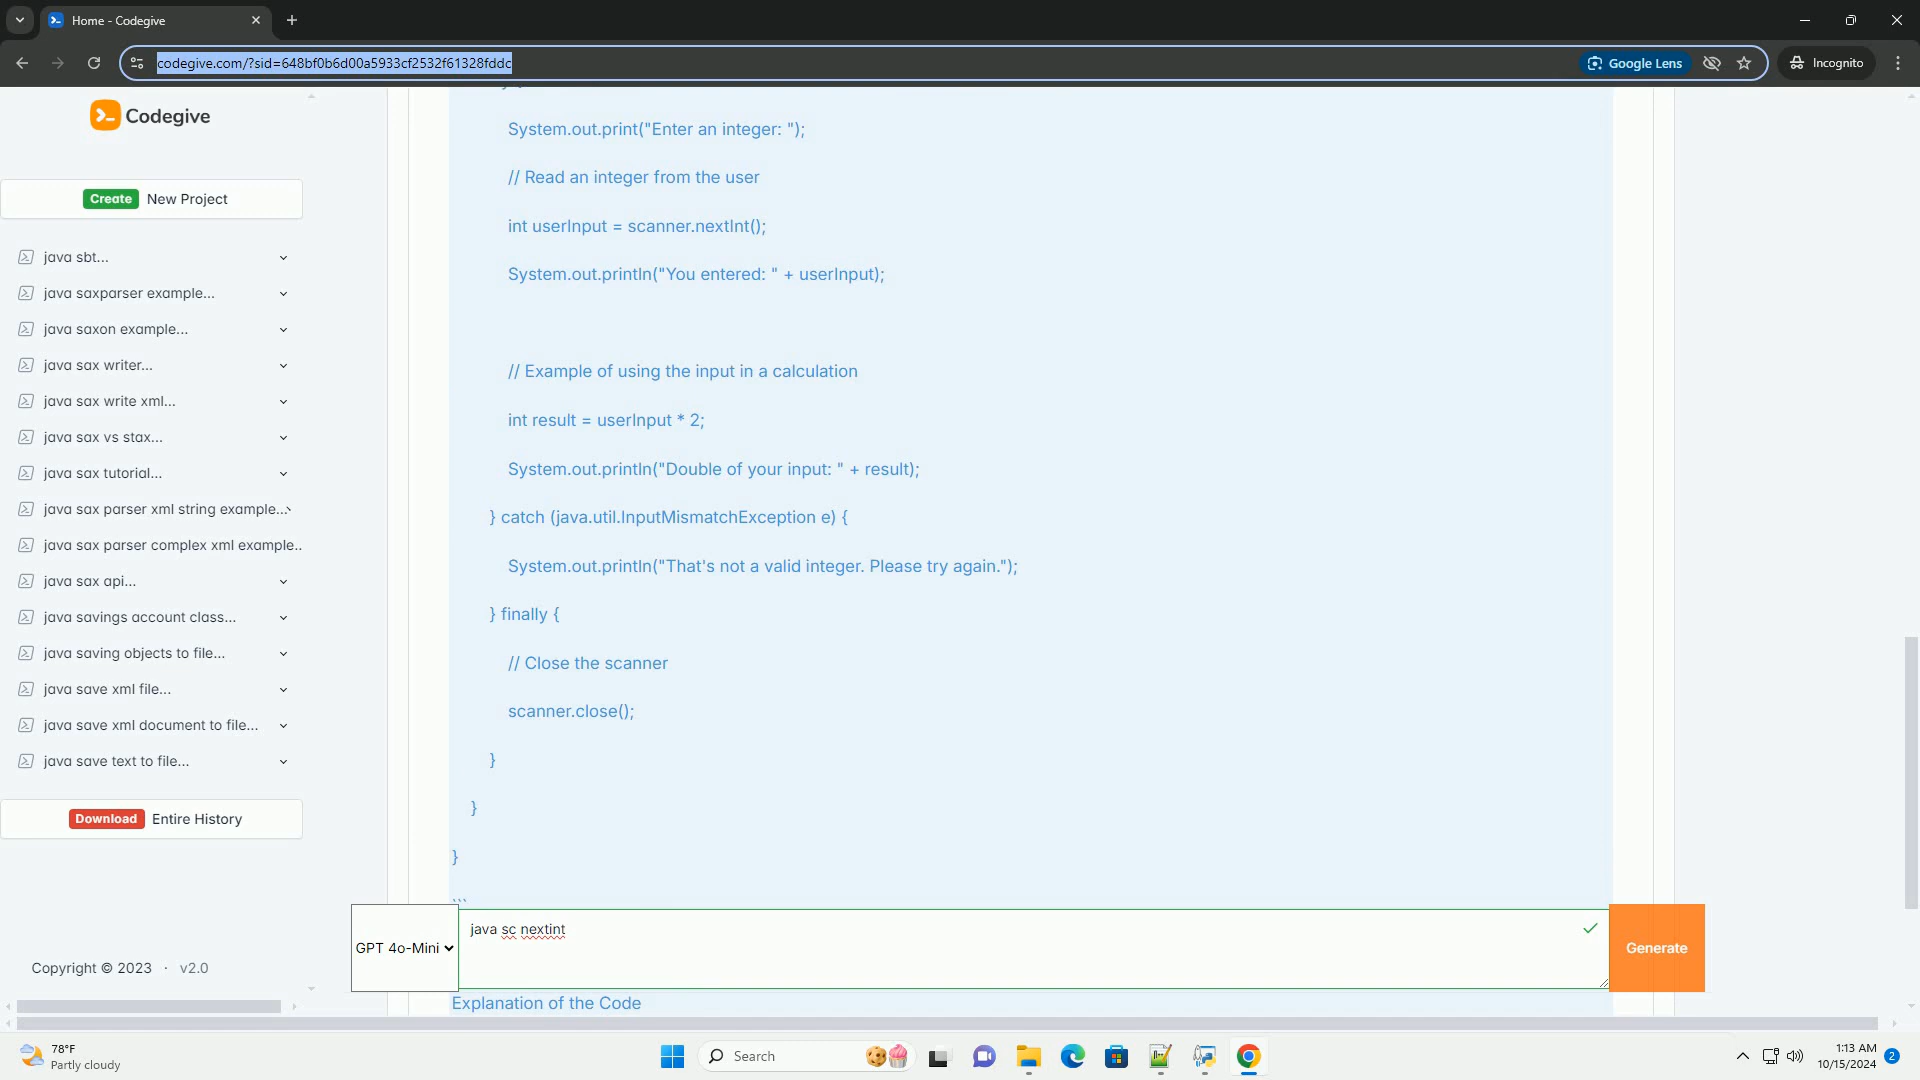 Home - Codegive
codegive.com/?sid=648bf0b6d00a5933cf2532f61328fddc
Google Lens
Incognito
Codegive
Create New Project
java sbt...
java saxparser example...
java saxon example...
java sax writer...
java sax write xml...
java sax vs stax...
java sax tutorial...
java sax parser xml string example...
java sax parser complex xml example..
java sax api...
java savings account class...
java saving objects to file...
java save xml file...
java save xml document to file...
java save text to file...
Download Entire History
Copyright © 2023 · v2.0
System.out.print("Enter an integer: ");
// Read an integer from the user
int userInput = scanner.nextInt();
System.out.println("You entered: " + userInput);
// Example of using the input in a calculation
int result = userInput * 2;
System.out.println("Double of your input: " + result);
} catch (java.util.InputMismatchException e) {
System.out.println("That's not a valid integer. Please try again.");
} finally {
// Close the scanner
scanner.close();
}
}
}
```
GPT 4o-Mini
java sc nextint
Generate
Explanation of the Code
78°F
Partly cloudy
Search
1:13 AM
10/15/2024
2